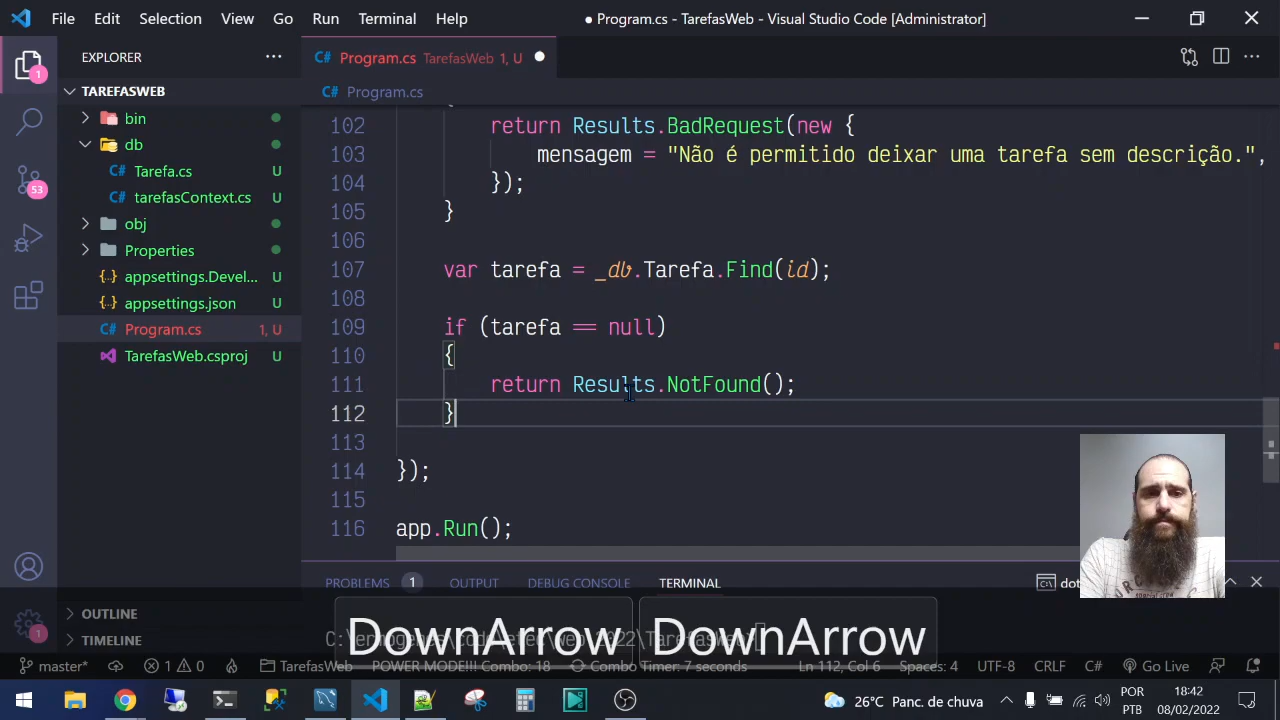 File Edit Selection View Go Run Terminal Help
● Program.cs - TarefasWeb - Visual Studio Code [Administrator]
EXPLORER ···
TAREFASWEB
bin
db
Tarefa.cs U
tarefasContext.cs U
obj
Properties
{..} appsettings.Devel... U
{..} appsettings.json U
C# Program.cs 1, U
TarefasWeb.csproj U
OUTLINE
TIMELINE
1
53
1
C# Program.cs TarefasWeb 1, U
C# Program.cs
102 return Results.BadRequest(new {
103 mensagem = "Não é permitido deixar uma tarefa sem descrição.",
104 });
105 }
106
107 var tarefa = _db.Tarefa.Find(id);
108
109 if (tarefa == null)
110 {
111 return Results.NotFound();
112 }
113
114 });
115
116 app.Run();
PROBLEMS 1 OUTPUT DEBUG CONSOLE TERMINAL
DownArrow DownArrow
master* 1 0 TarefasWeb POWER MODE!!! Combo: 18 Combo Timer: 7 seconds Ln 112, Col 6 Spaces: 4 UTF-8 CRLF C# Go Live
26°C Panc. de chuva POR PTB 18:42 08/02/2022